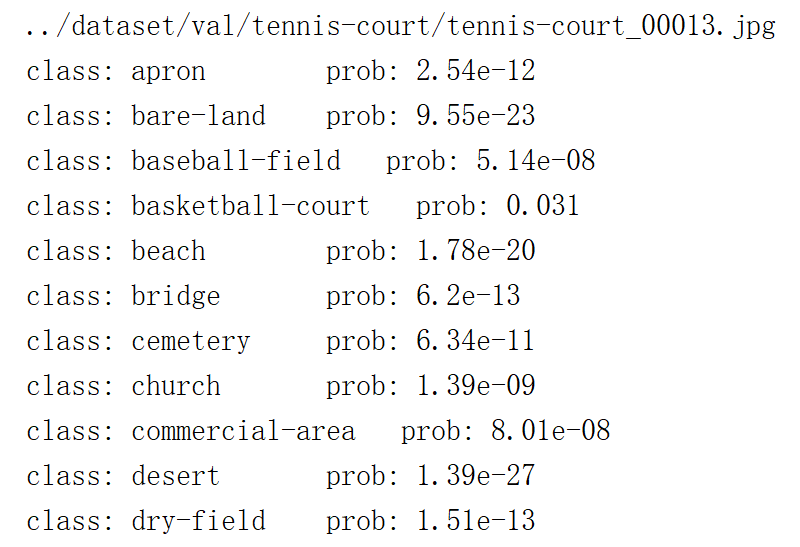 ../dataset/val/tennis-court/tennis-court_00013.jpg
class: apron        prob: 2.54e-12
class: bare-land    prob: 9.55e-23
class: baseball-field   prob: 5.14e-08
class: basketball-court   prob: 0.031
class: beach        prob: 1.78e-20
class: bridge       prob: 6.2e-13
class: cemetery     prob: 6.34e-11
class: church       prob: 1.39e-09
class: commercial-area   prob: 8.01e-08
class: desert       prob: 1.39e-27
class: dry-field    prob: 1.51e-13